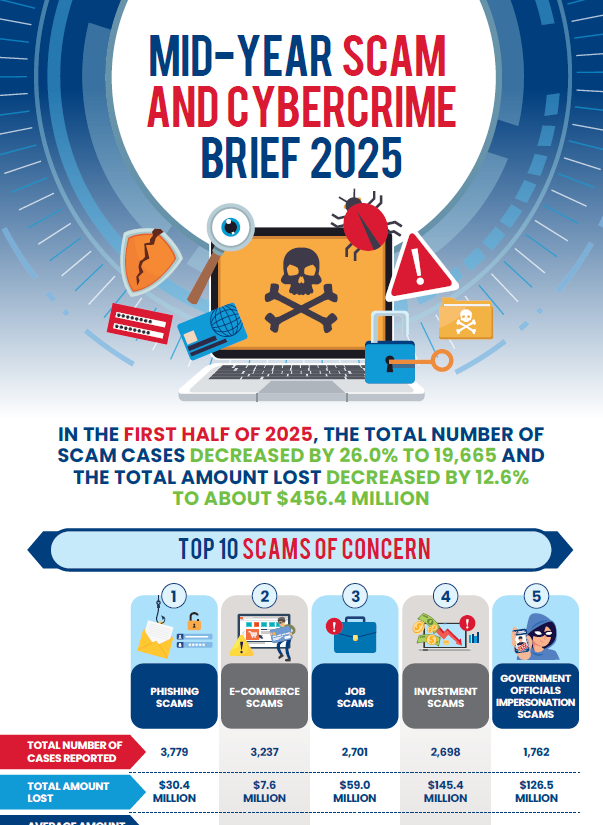 MID-YEAR SCAM
AND CYBERCRIME
BRIEF 2025
IN THE FIRST HALF OF 2025, THE TOTAL NUMBER OF
SCAM CASES DECREASED BY 26.0% TO 19,665 AND
THE TOTAL AMOUNT LOST DECREASED BY 12.6%
TO ABOUT $456.4 MILLION
TOP 10 SCAMS OF CONCERN
1 2 3 4 5
PHISHING
SCAMS
E-COMMERCE
SCAMS
JOB
SCAMS
INVESTMENT
SCAMS
GOVERNMENT
OFFICIALS
IMPERSONATION
SCAMS
TOTAL NUMBER OF
CASES REPORTED
3,779 3,237 2,701 2,698 1,762
TOTAL AMOUNT
LOST
$30.4
MILLION
$7.6
MILLION
$59.0
MILLION
$145.4
MILLION
$126.5
MILLION
AVERAGE AMOUNT